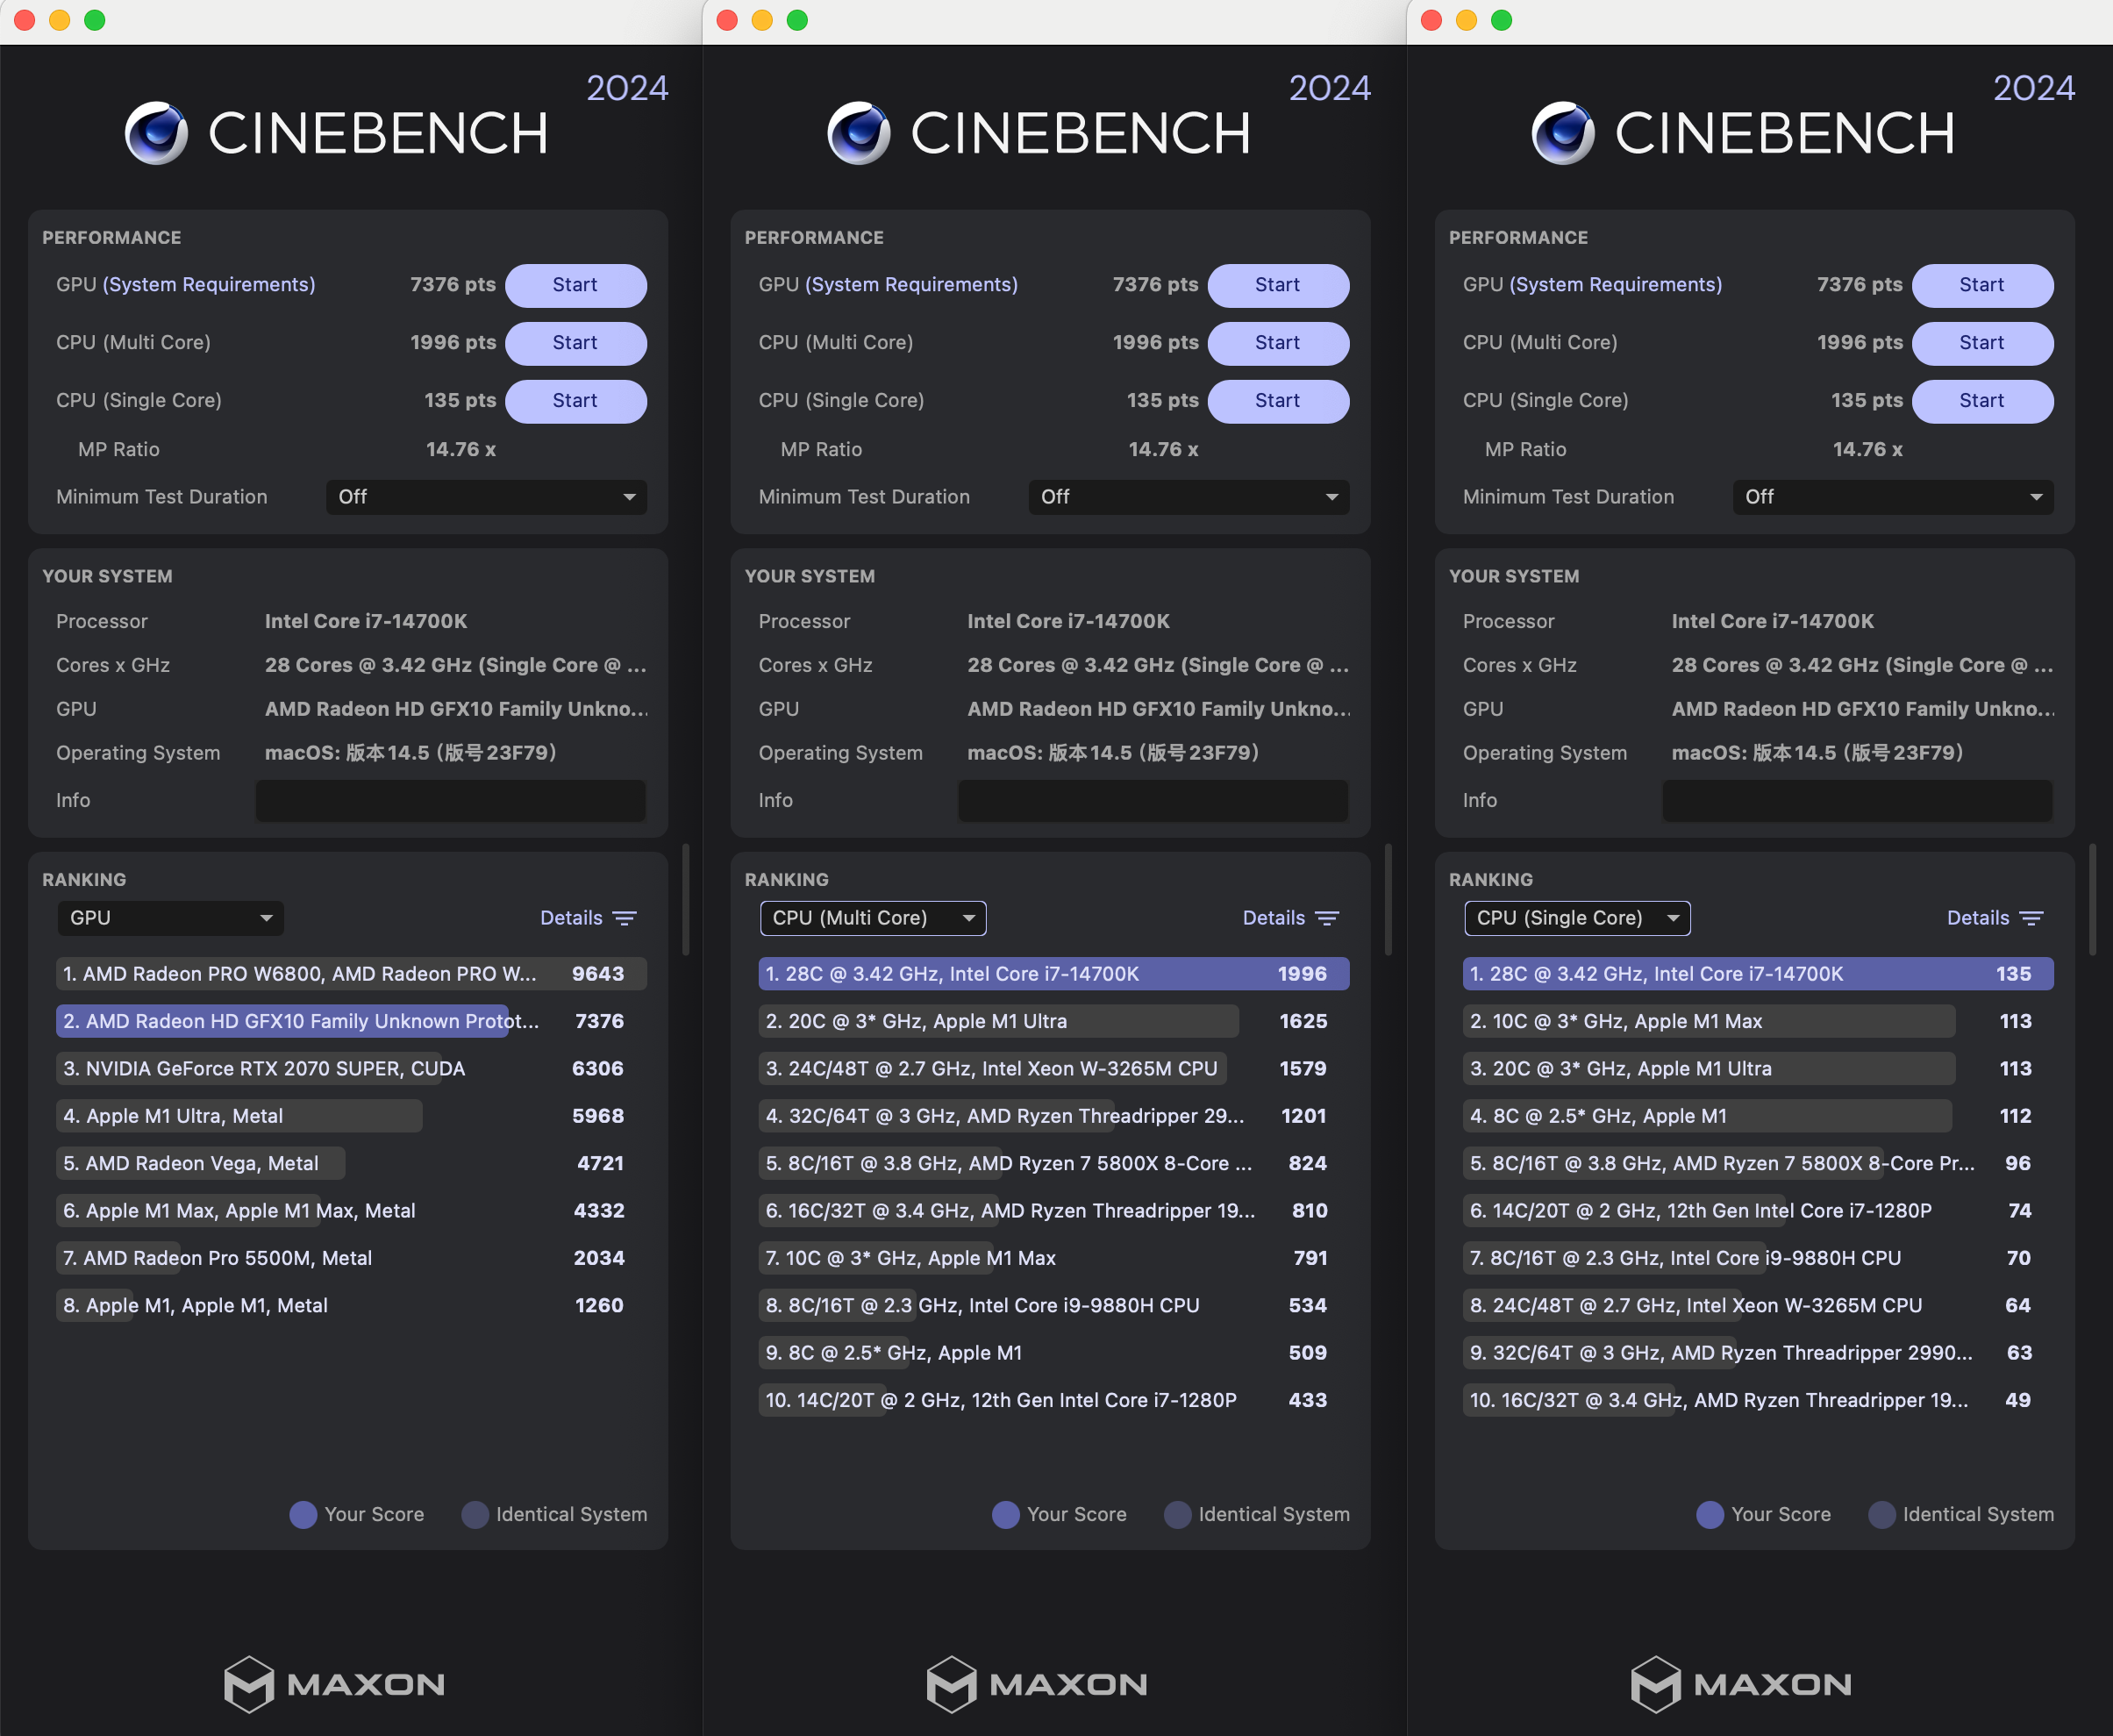 2024
CINEBENCH
PERFORMANCE
GPU (System Requirements) 7376 pts Start
CPU (Multi Core) 1996 pts Start
CPU (Single Core) 135 pts Start
MP Ratio 14.76 x
Minimum Test Duration Off
YOUR SYSTEM
Processor Intel Core i7-14700K
Cores x GHz 28 Cores @ 3.42 GHz (Single Core @ ...
GPU AMD Radeon HD GFX10 Family Unkno...
Operating System macOS: 版本14.5 (版号23F79)
Info
RANKING
GPU Details
1. AMD Radeon PRO W6800, AMD Radeon PRO W... 9643
2. AMD Radeon HD GFX10 Family Unknown Protot... 7376
3. NVIDIA GeForce RTX 2070 SUPER, CUDA 6306
4. Apple M1 Ultra, Metal 5968
5. AMD Radeon Vega, Metal 4721
6. Apple M1 Max, Apple M1 Max, Metal 4332
7. AMD Radeon Pro 5500M, Metal 2034
8. Apple M1, Apple M1, Metal 1260
Your Score Identical System
MAXON
2024
CINEBENCH
PERFORMANCE
GPU (System Requirements) 7376 pts Start
CPU (Multi Core) 1996 pts Start
CPU (Single Core) 135 pts Start
MP Ratio 14.76 x
Minimum Test Duration Off
YOUR SYSTEM
Processor Intel Core i7-14700K
Cores x GHz 28 Cores @ 3.42 GHz (Single Core @ ...
GPU AMD Radeon HD GFX10 Family Unkno...
Operating System macOS: 版本14.5 (版号23F79)
Info
RANKING
CPU (Multi Core) Details
1. 28C @ 3.42 GHz, Intel Core i7-14700K 1996
2. 20C @ 3* GHz, Apple M1 Ultra 1625
3. 24C/48T @ 2.7 GHz, Intel Xeon W-3265M CPU 1579
4. 32C/64T @ 3 GHz, AMD Ryzen Threadripper 29... 1201
5. 8C/16T @ 3.8 GHz, AMD Ryzen 7 5800X 8-Core ... 824
6. 16C/32T @ 3.4 GHz, AMD Ryzen Threadripper 19... 810
7. 10C @ 3* GHz, Apple M1 Max 791
8. 8C/16T @ 2.3 GHz, Intel Core i9-9880H CPU 534
9. 8C @ 2.5* GHz, Apple M1 509
10. 14C/20T @ 2 GHz, 12th Gen Intel Core i7-1280P 433
Your Score Identical System
MAXON
2024
CINEBENCH
PERFORMANCE
GPU (System Requirements) 7376 pts Start
CPU (Multi Core) 1996 pts Start
CPU (Single Core) 135 pts Start
MP Ratio 14.76 x
Minimum Test Duration Off
YOUR SYSTEM
Processor Intel Core i7-14700K
Cores x GHz 28 Cores @ 3.42 GHz (Single Core @ ...
GPU AMD Radeon HD GFX10 Family Unkno...
Operating System macOS: 版本14.5 (版号23F79)
Info
RANKING
CPU (Single Core) Details
1. 28C @ 3.42 GHz, Intel Core i7-14700K 135
2. 10C @ 3* GHz, Apple M1 Max 113
3. 20C @ 3* GHz, Apple M1 Ultra 113
4. 8C @ 2.5* GHz, Apple M1 112
5. 8C/16T @ 3.8 GHz, AMD Ryzen 7 5800X 8-Core Pr... 96
6. 14C/20T @ 2 GHz, 12th Gen Intel Core i7-1280P 74
7. 8C/16T @ 2.3 GHz, Intel Core i9-9880H CPU 70
8. 24C/48T @ 2.7 GHz, Intel Xeon W-3265M CPU 64
9. 32C/64T @ 3 GHz, AMD Ryzen Threadripper 2990... 63
10. 16C/32T @ 3.4 GHz, AMD Ryzen Threadripper 19... 49
Your Score Identical System
MAXON